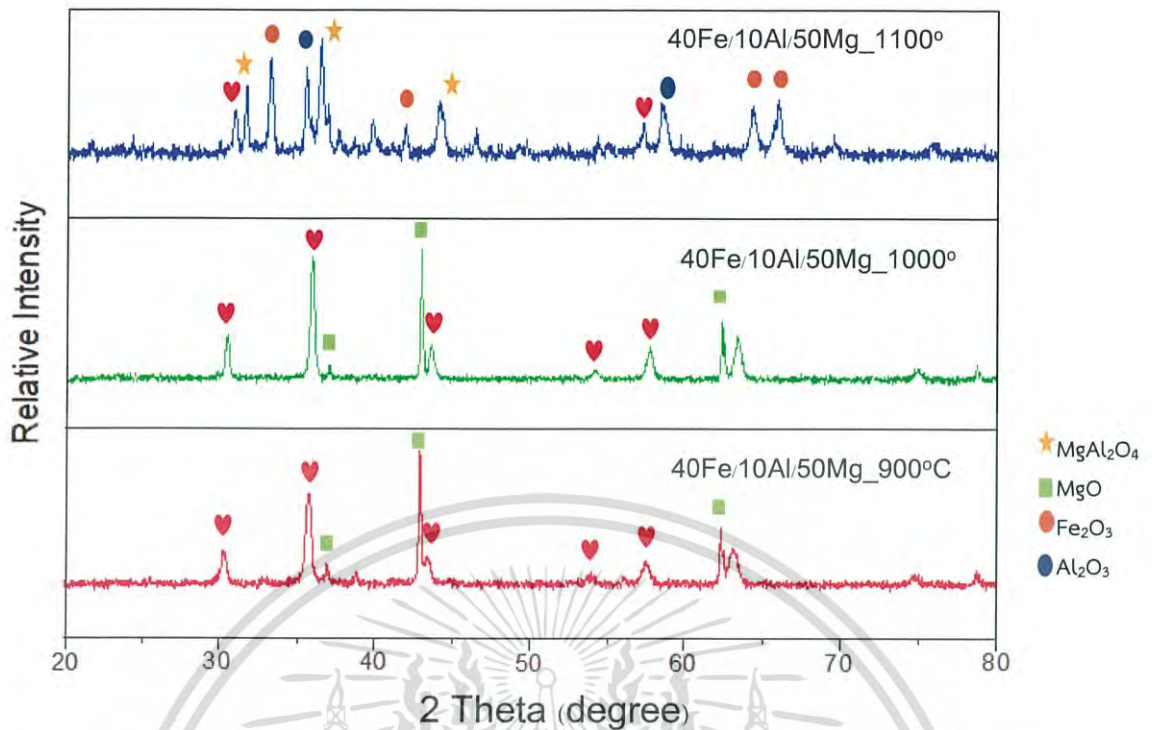 40Fe/10Al/50Mg_1100°
40Fe/10Al/50Mg_1000°
40Fe/10Al/50Mg_900°C
Relative Intensity
MgAl₂O₄
MgO
Fe₂O₃
Al₂O₃
20 30 40 50 60 70 80
2 Theta (degree)